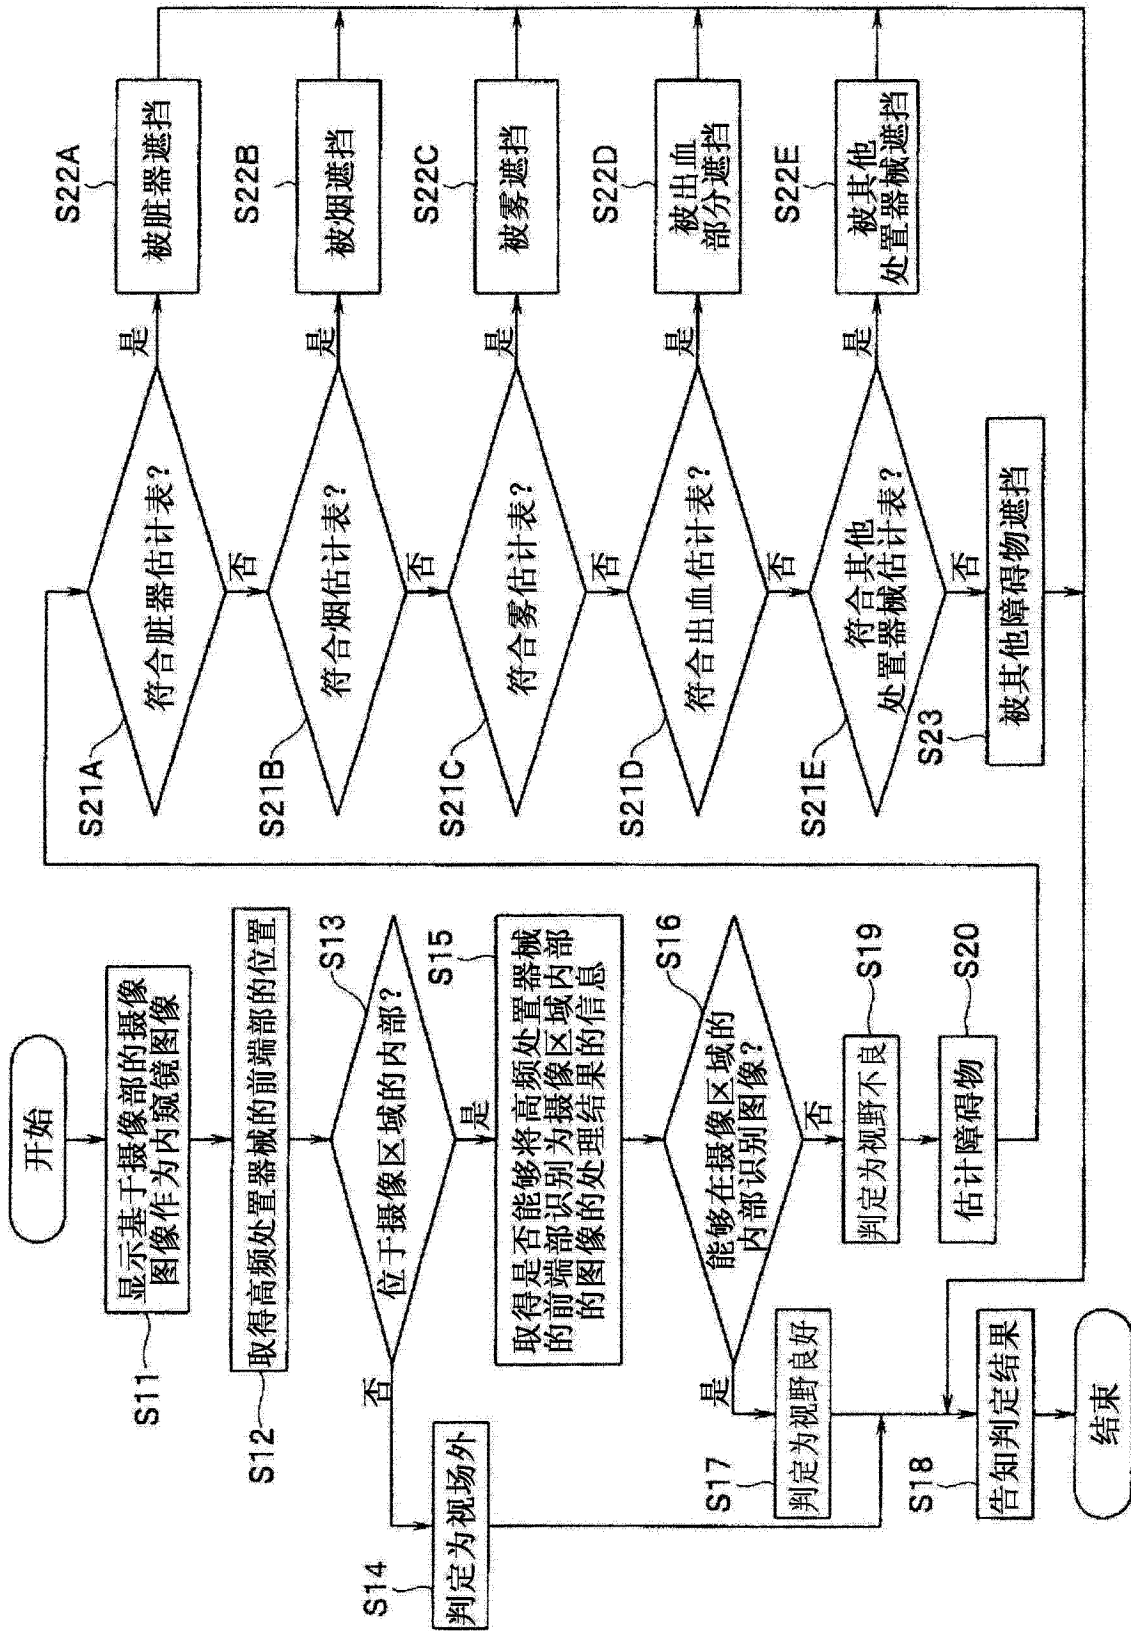 开始
显示基于摄像部的摄像
图像作为内窥镜图像
S11
取得高频处置器械的前端部的位置
S12
位于摄像区域的内部？
S13
否
是
判定为视场外
S14
取得是否能够将高频处置器械
的前端部识别为摄像区域内部
的图像的处理结果的信息
S15
能够在摄像区域的
内部识别图像？
S16
是
否
判定为视野良好
S17
判定为视野不良
S19
估计障碍物
S20
告知判定结果
S18
结束
符合脏器估计表？
S21A
是
否
被脏器遮挡
S22A
符合烟估计表？
S21B
是
否
被烟遮挡
S22B
符合雾估计表？
S21C
是
否
被雾遮挡
S22C
符合出血估计表？
S21D
是
否
被出血
部分遮挡
S22D
符合其他
处置器械估计表？
S21E
是
否
被其他
处置器械遮挡
S22E
被其他障碍物遮挡
S23